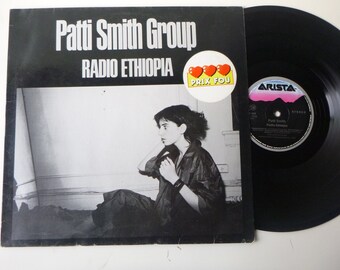 Patti Smith Group
RADIO ETHIOPIA
PRIX FOU
ARISTA